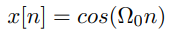 x[n] = cos(Ω₀n)